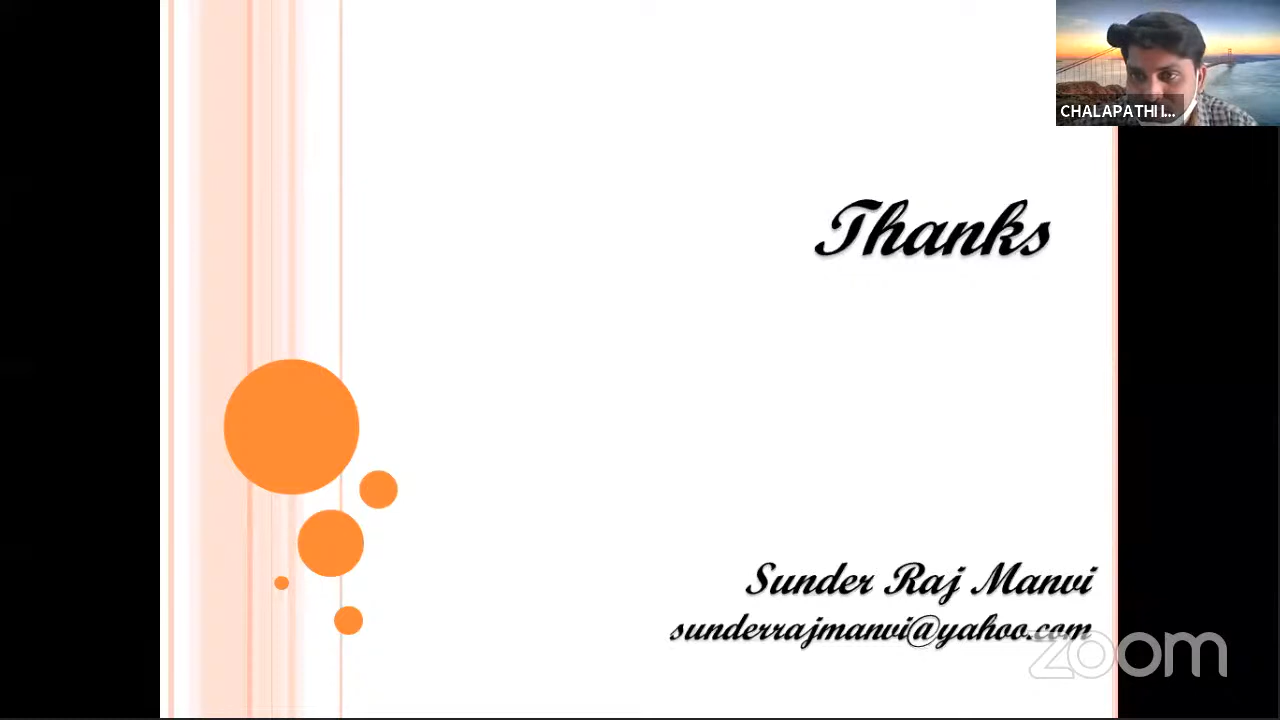 CHALAPATHI I...
Thanks
Sunder Raj Manvi
sunderrajmanvi@yahoo.com
zoom